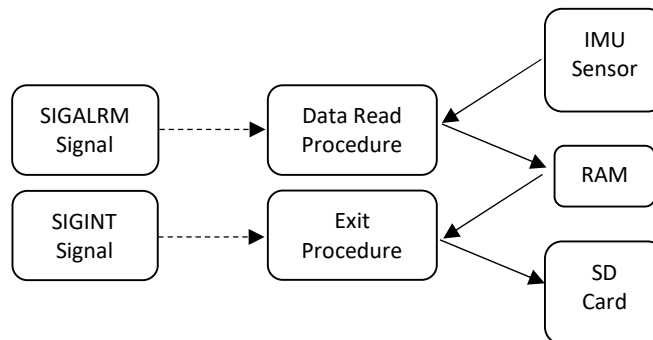 IMU
Sensor
SIGALRM
Signal
Data Read
Procedure
RAM
SIGINT
Signal
Exit
Procedure
SD
Card